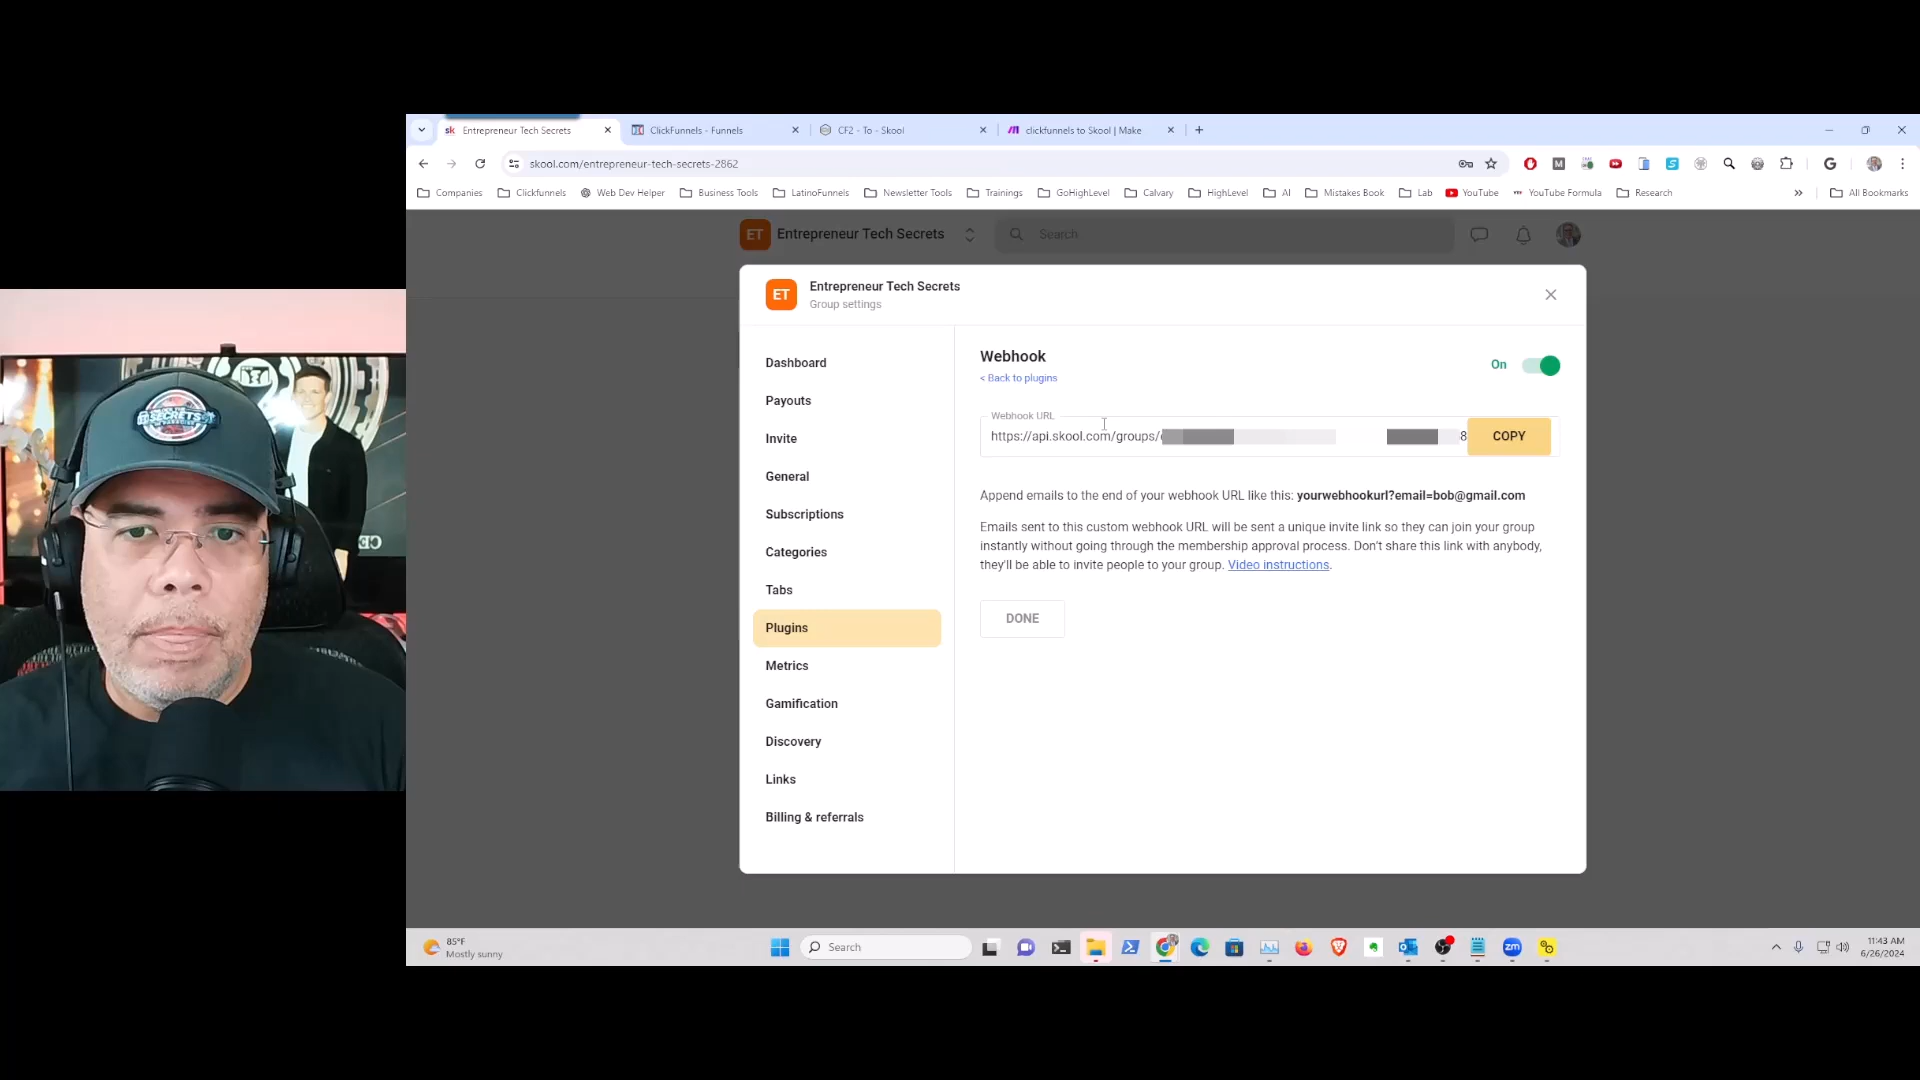 Entrepreneur Tech Secrets
ClickFunnels - Funnels
CF2 - To - Skool
clickfunnels to Skool | Make
skool.com/entrepreneur-tech-secrets-2862
Companies
Clickfunnels
Web Dev Helper
Business Tools
LatinoFunnels
Newsletter Tools
Trainings
GoHighLevel
Calvary
HighLevel
AI
Mistakes Book
Lab
YouTube
YouTube Formula
Research
All Bookmarks
ET
Entrepreneur Tech Secrets
Search
ET
Entrepreneur Tech Secrets
Group settings
Dashboard
Payouts
Invite
General
Subscriptions
Categories
Tabs
Plugins
Metrics
Gamification
Discovery
Links
Billing & referrals
Webhook
< Back to plugins
On
Webhook URL
https://api.skool.com/groups/
8
COPY
Append emails to the end of your webhook URL like this: yourwebhookurl?email=bob@gmail.com
Emails sent to this custom webhook URL will be sent a unique invite link so they can join your group
instantly without going through the membership approval process. Don't share this link with anybody,
they'll be able to invite people to your group. Video instructions.
DONE
SECRETS
85°F
Mostly sunny
Search
zm
11:43 AM
6/26/2024